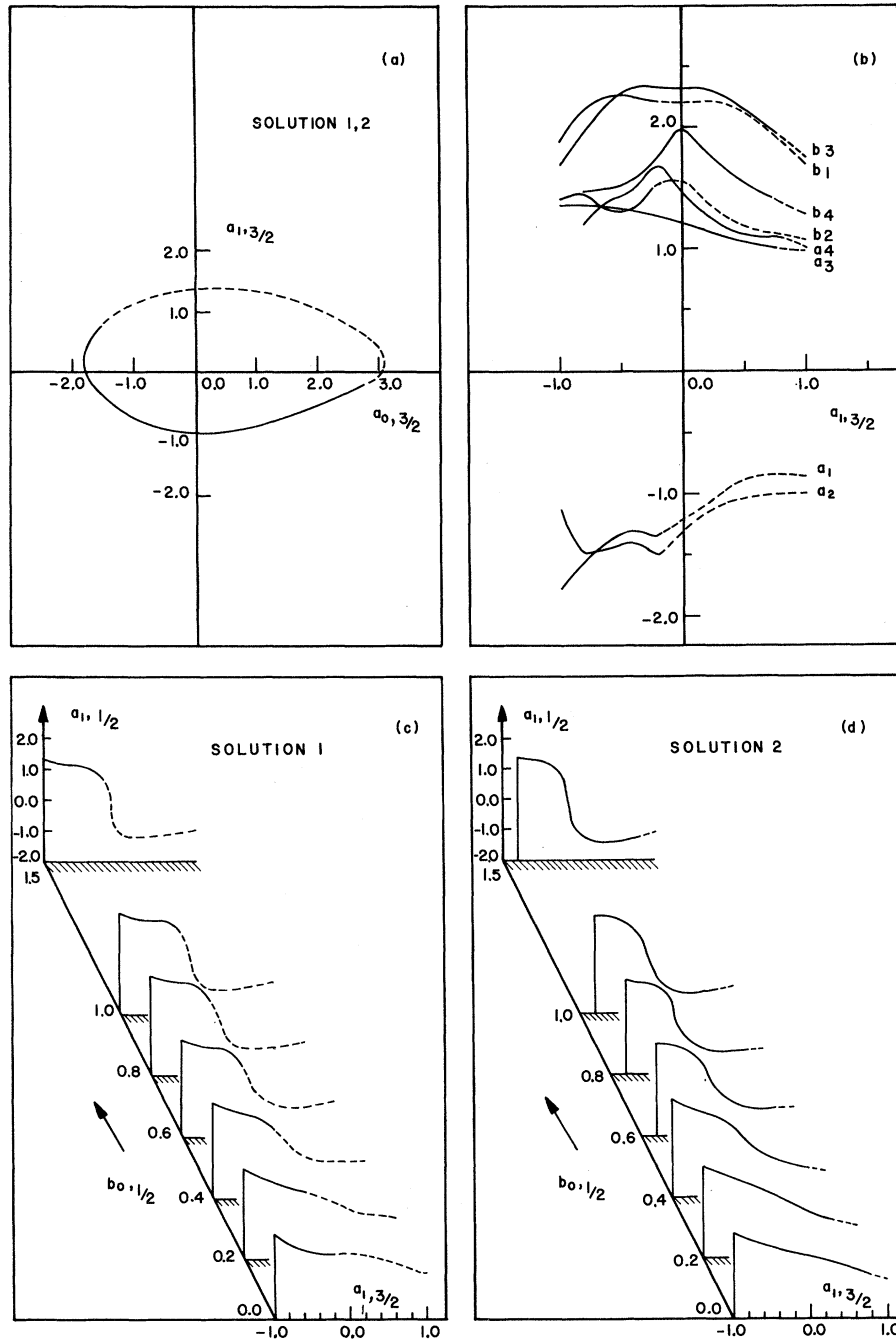 (a)
SOLUTION 1,2
a1,3/2
2.0
1.0
-2.0 -1.0 0.0 1.0 2.0 3.0
a0,3/2
-1.0
-2.0
(b)
2.0
b3
b1
b4
b2
1.0
a4
a3
-1.0 0.0 1.0
a1,3/2
a1
-1.0
a2
-2.0
(c)
a1,1/2
SOLUTION 1
2.0
1.0
0.0
-1.0
-2.0
1.5
1.0
0.8
0.6
b0,1/2
0.4
0.2
a1,3/2
0.0
-1.0 0.0 1.0
(d)
a1,1/2
SOLUTION 2
2.0
1.0
0.0
-1.0
-2.0
1.5
1.0
0.8
0.6
b0,1/2
0.4
0.2
a1,3/2
0.0
-1.0 0.0 1.0